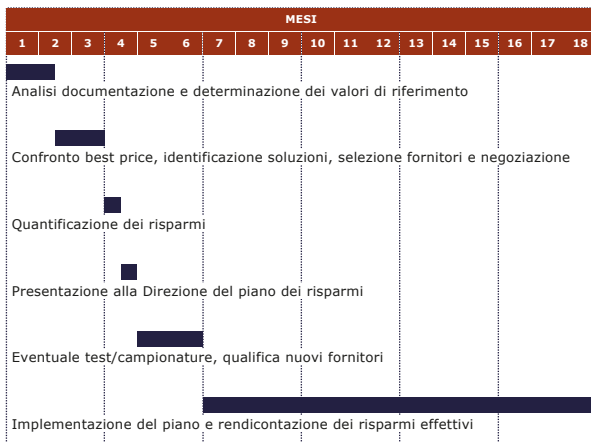 MESI
1 2 3 4 5 6 7 8 9 10 11 12 13 14 15 16 17 18
Analisi documentazione e determinazione dei valori di riferimento
Confronto best price, identificazione soluzioni, selezione fornitori e negoziazione
Quantificazione dei risparmi
Presentazione alla Direzione del piano dei risparmi
Eventuale test/campionature, qualifica nuovi fornitori
Implementazione del piano e rendicontazione dei risparmi effettivi